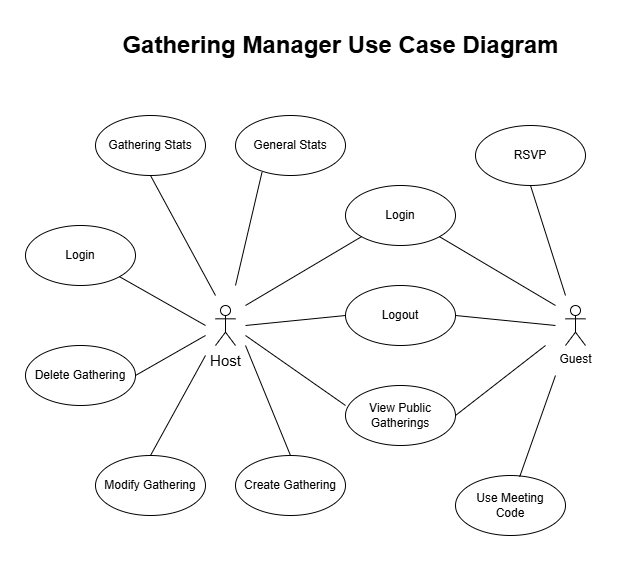 Gathering Manager Use Case Diagram
Gathering Stats
General Stats
RSVP
Login
Login
Logout
Host
Guest
Delete Gathering
View Public
Gatherings
Modify Gathering
Create Gathering
Use Meeting
Code